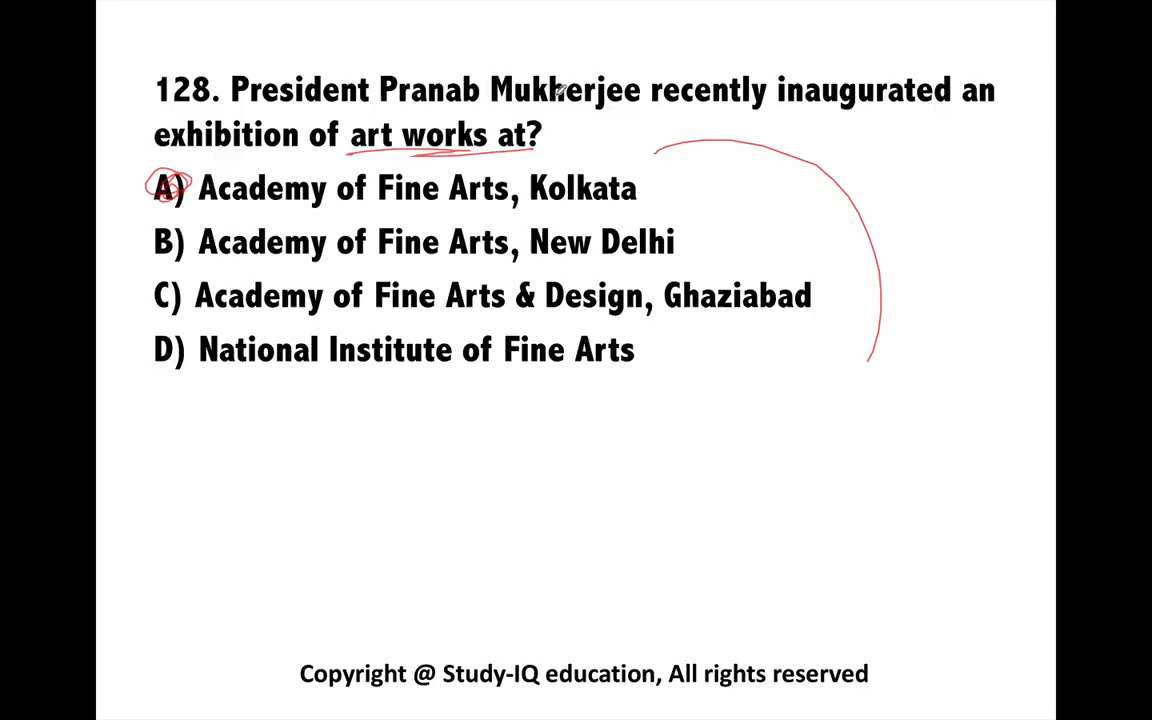 128. President Pranab Mukherjee recently inaugurated an
exhibition of art works at?
A) Academy of Fine Arts, Kolkata
B) Academy of Fine Arts, New Delhi
C) Academy of Fine Arts & Design, Ghaziabad
D) National Institute of Fine Arts
Copyright @ Study-IQ education, All rights reserved